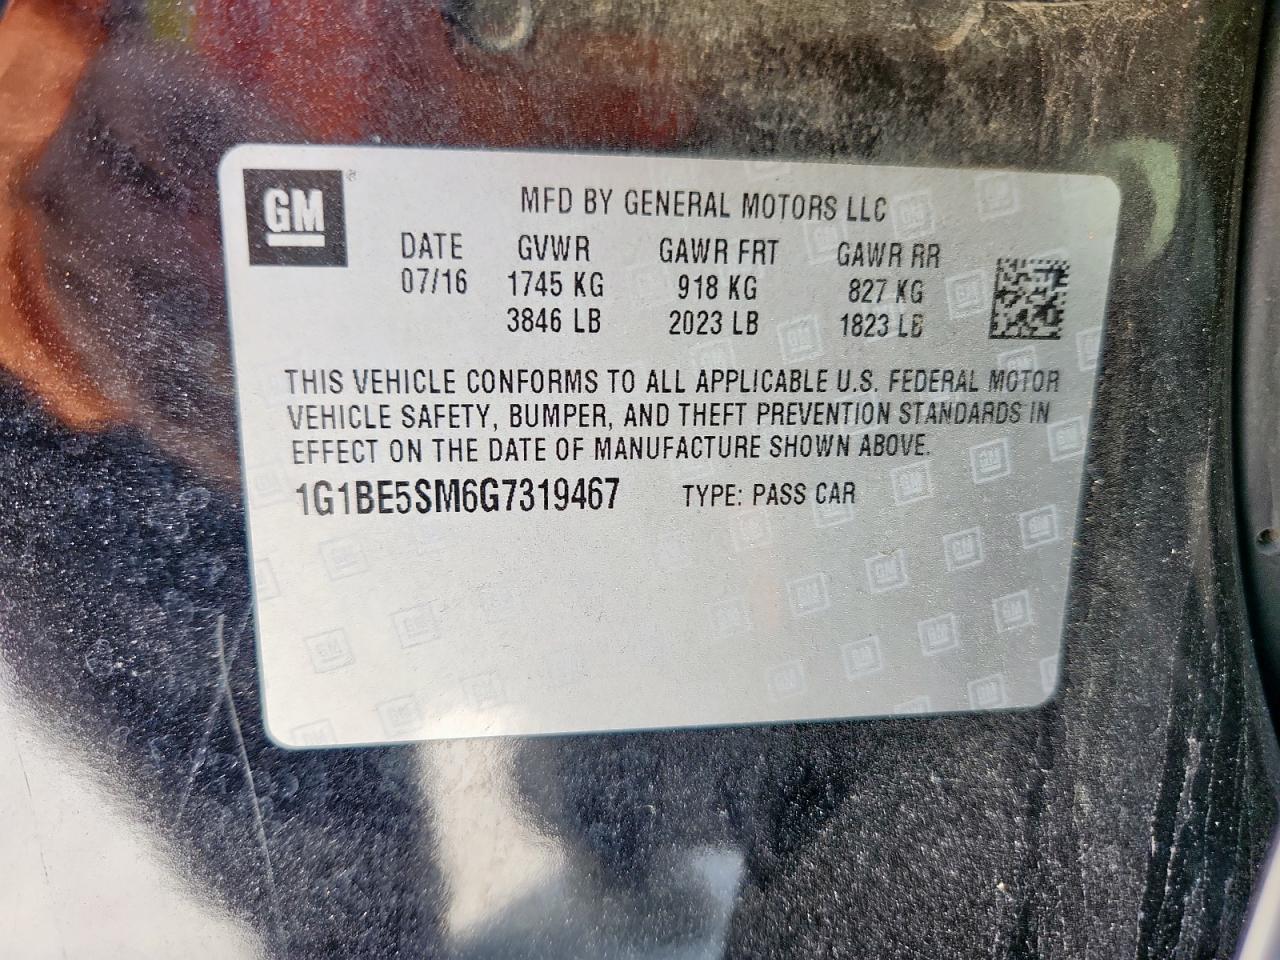 GM
MFD BY GENERAL MOTORS LLC
DATE GVWR GAWR FRT GAWR RR
07/16 1745 KG 918 KG 827 KG
3846 LB 2023 LB 1823 LB
THIS VEHICLE CONFORMS TO ALL APPLICABLE U.S. FEDERAL MOTOR
VEHICLE SAFETY, BUMPER, AND THEFT PREVENTION STANDARDS IN
EFFECT ON THE DATE OF MANUFACTURE SHOWN ABOVE.
1G1BE5SM6G7319467 TYPE: PASS CAR